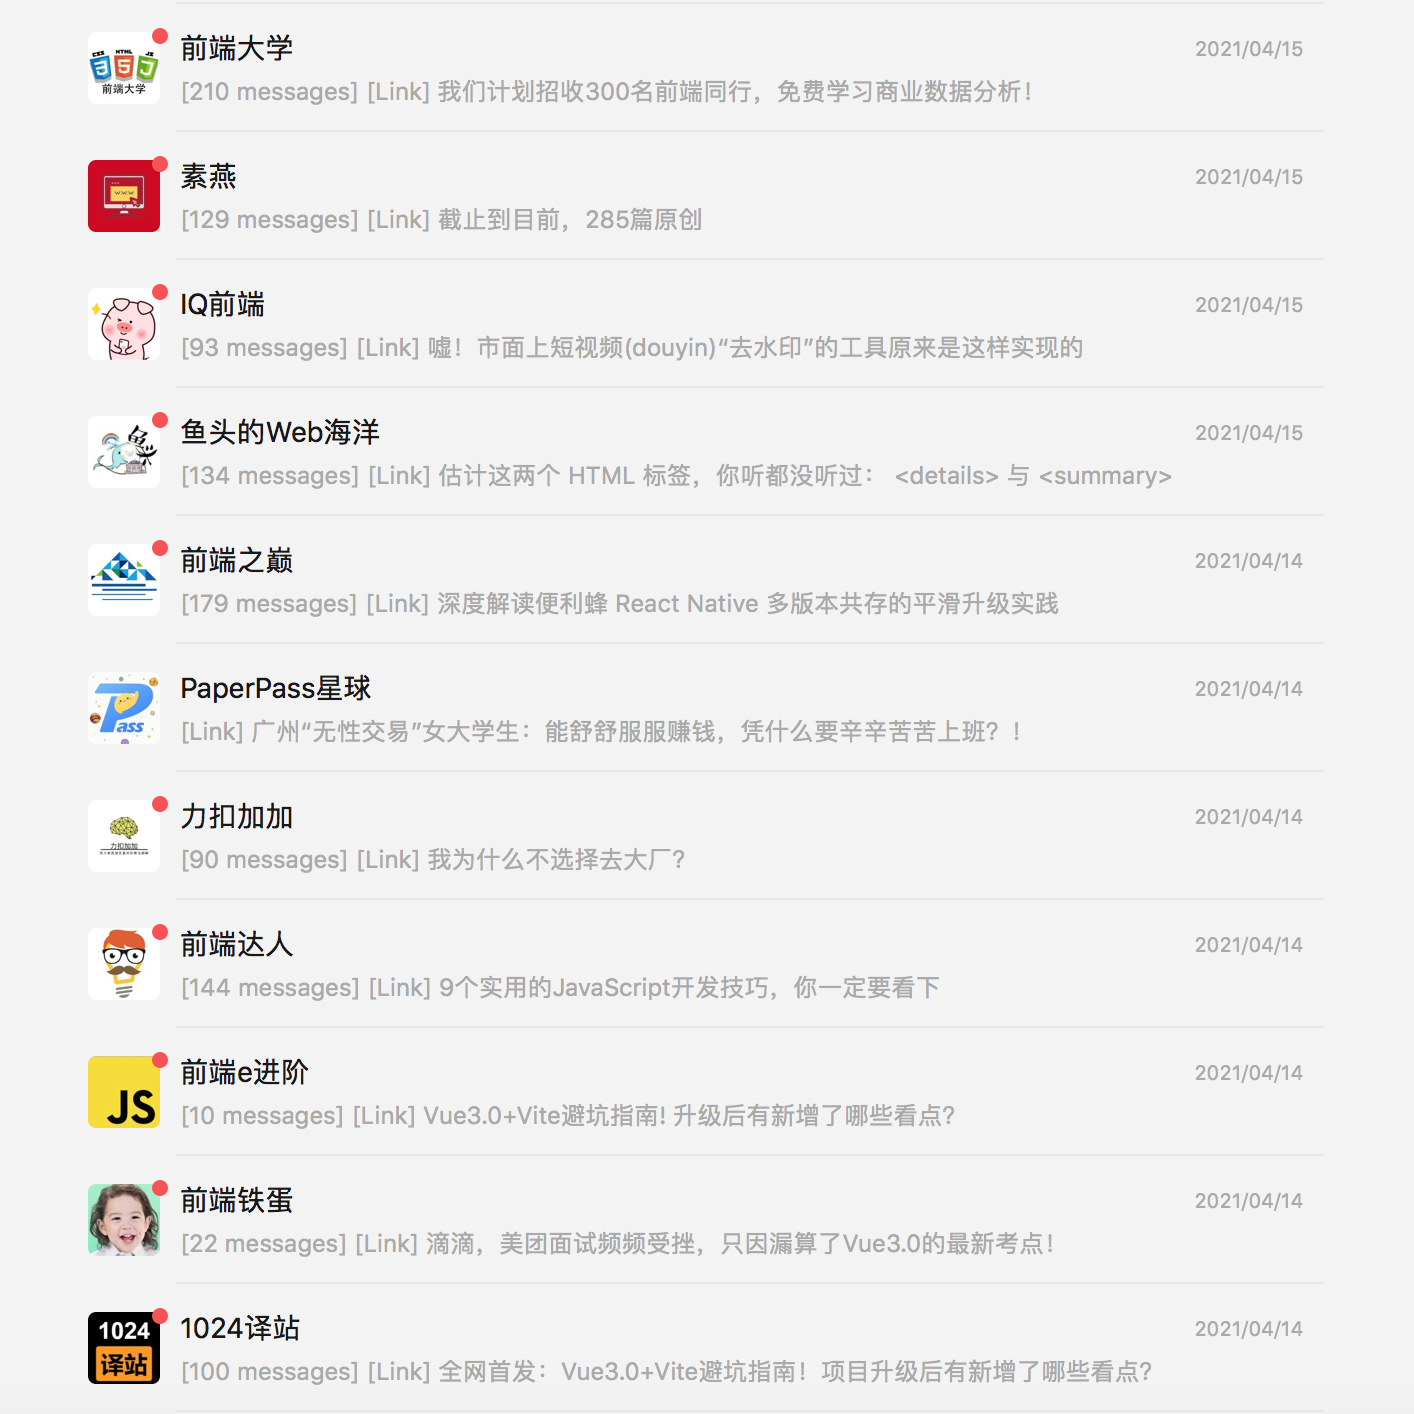 前端大学
2021/04/15
[210 messages] [Link] 我们计划招收300名前端同行，免费学习商业数据分析！
CSS HTML JS
前端大学
素燕
2021/04/15
[129 messages] [Link] 截止到目前，285篇原创
WWW
IQ前端
2021/04/15
[93 messages] [Link] 嘘！市面上短视频(douyin)“去水印”的工具原来是这样实现的
鱼头的Web海洋
2021/04/15
[134 messages] [Link] 估计这两个 HTML 标签，你听都没听过： <details> 与 <summary>
鱼头
前端之巅
2021/04/14
[179 messages] [Link] 深度解读便利蜂 React Native 多版本共存的平滑升级实践
PaperPass星球
2021/04/14
[Link] 广州“无性交易”女大学生：能舒舒服服赚钱，凭什么要辛辛苦苦上班？！
Pass
力扣加加
2021/04/14
[90 messages] [Link] 我为什么不选择去大厂？
力扣加加
前端达人
2021/04/14
[144 messages] [Link] 9个实用的JavaScript开发技巧，你一定要看下
前端e进阶
2021/04/14
[10 messages] [Link] Vue3.0+Vite避坑指南! 升级后有新增了哪些看点?
JS
前端铁蛋
2021/04/14
[22 messages] [Link] 滴滴，美团面试频频受挫，只因漏算了Vue3.0的最新考点！
1024译站
2021/04/14
[100 messages] [Link] 全网首发：Vue3.0+Vite避坑指南！项目升级后有新增了哪些看点?
1024
译站